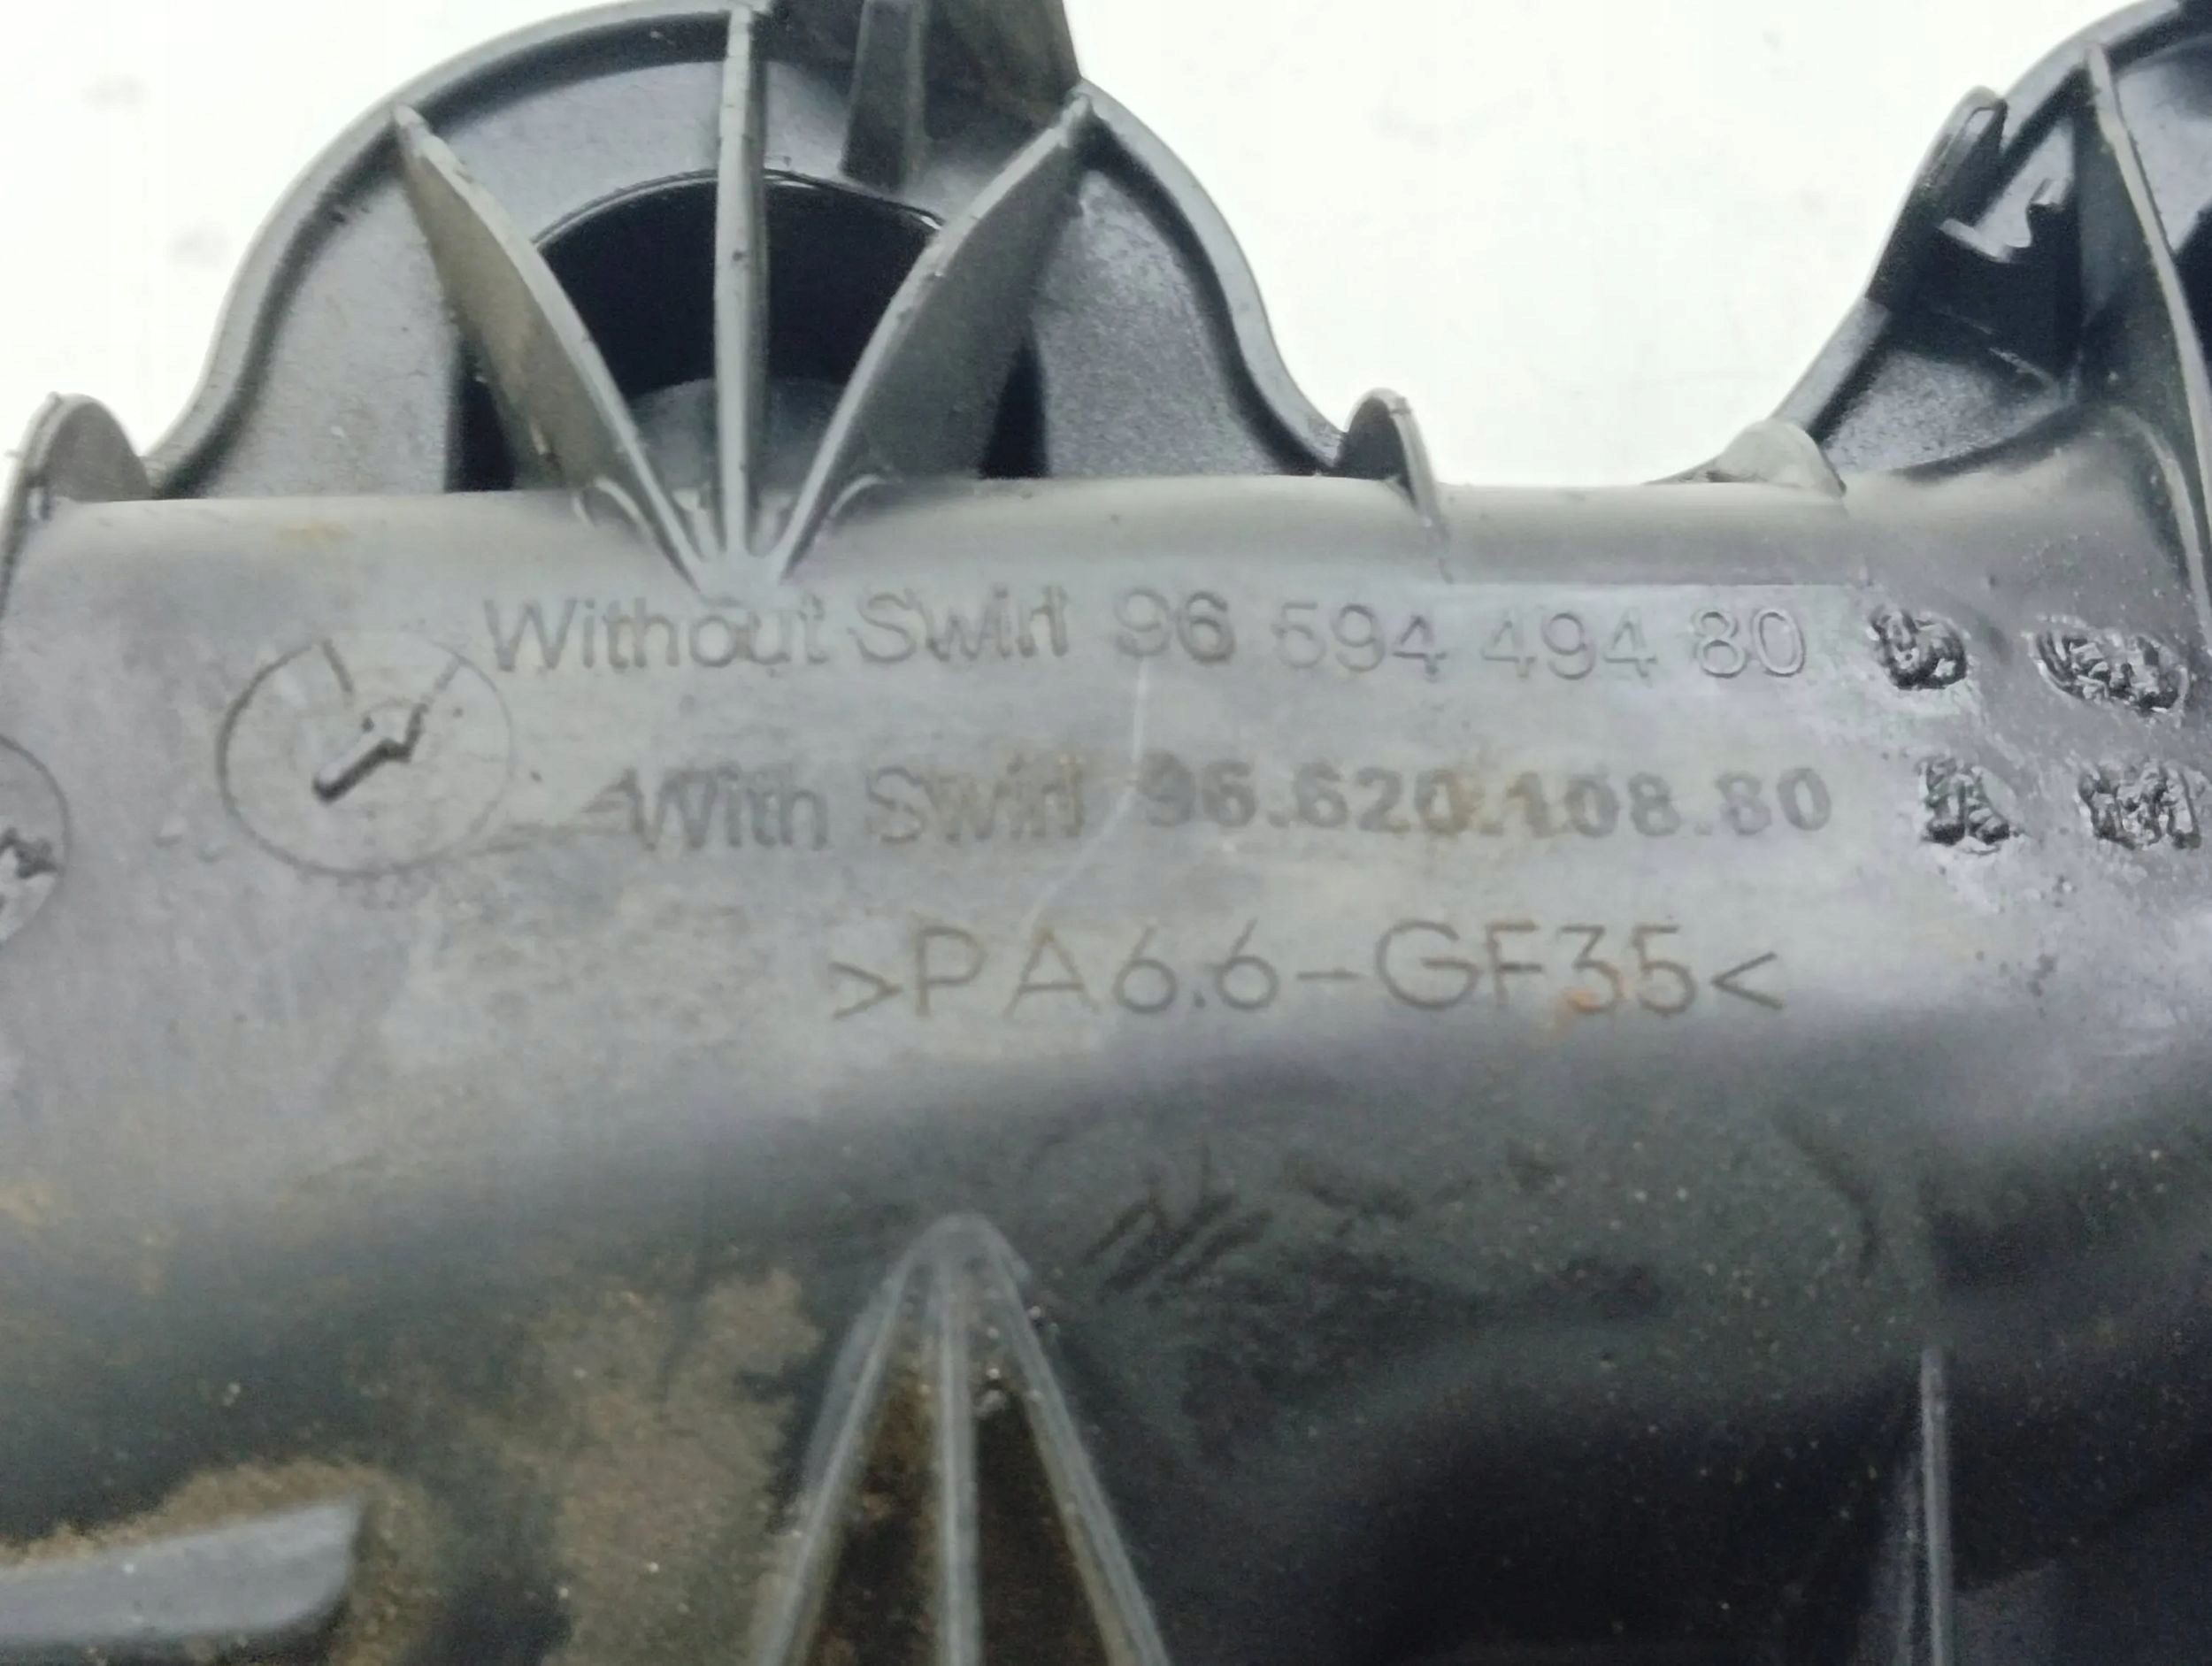 Without Swirl 96 594 494 80
With Swirl 96.620.108.80
>PA6.6-GF35<